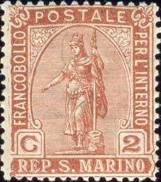 POSTALE
FRANCOBOLLO
PER L'INTERNO
C 2
REP. S. MARINO